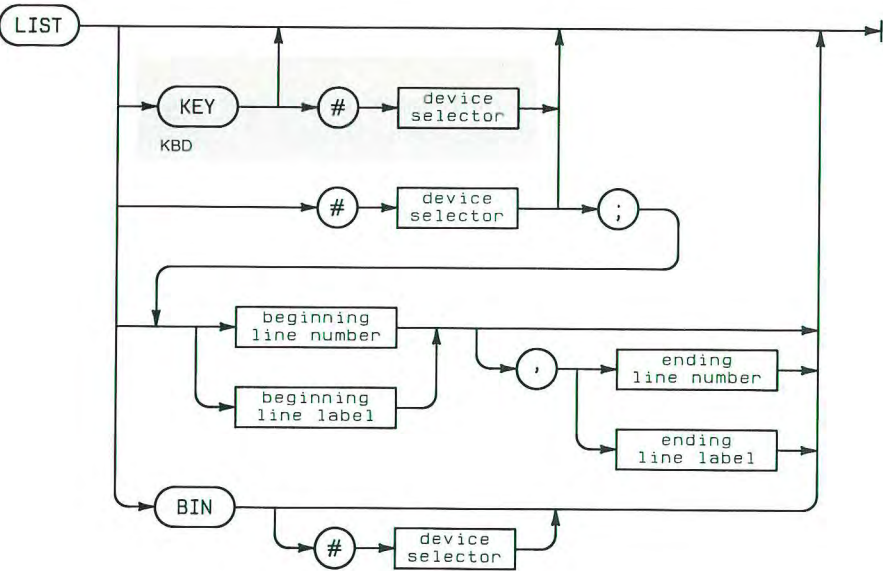 LIST
KEY
#
device
selector
KBD
#
device
selector
;
beginning
line number
,
ending
line number
beginning
line label
ending
line label
BIN
#
device
selector